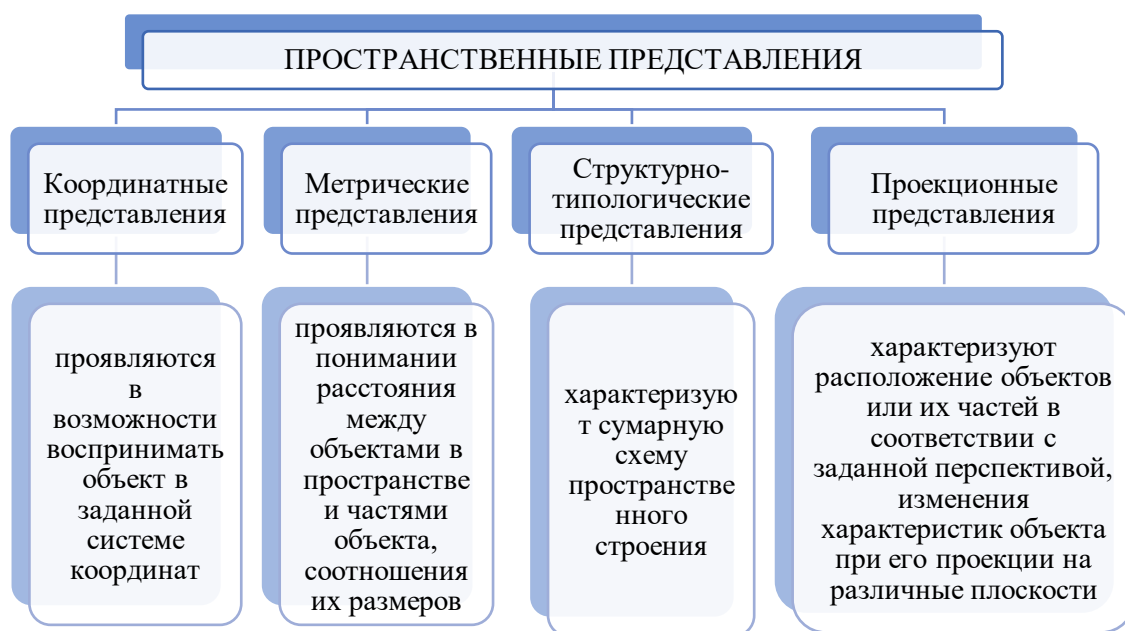 ПРОСТРАНСТВЕННЫЕ ПРЕДСТАВЛЕНИЯ
Координатные
представления
Метрические
представления
Структурно-
типологические
представления
Проекционные
представления
проявляются
в
возможности
воспринимать
объект в
заданной
системе
координат
проявляются в
понимании
расстояния
между
объектами в
пространстве
и частями
объекта,
соотношения
их размеров
характеризую
т сумарную
схему
пространстве
нного
строения
характеризуют
расположение объектов
или их частей в
соответствии с
заданной перспективой,
изменения
характеристик объекта
при его проекции на
различные плоскости